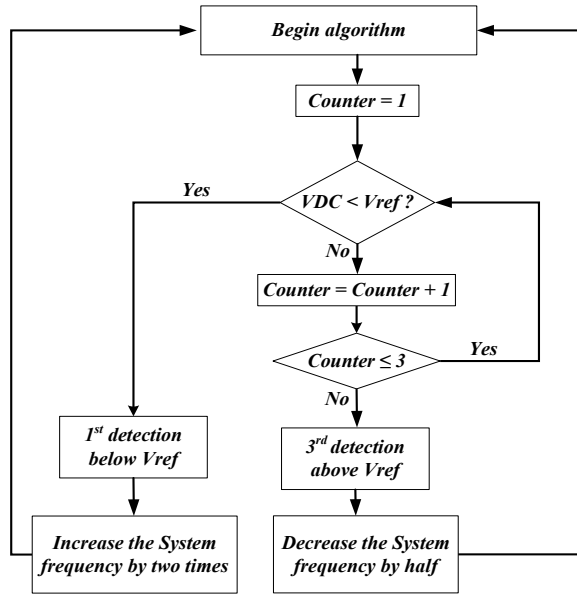 Begin algorithm
Counter = 1
Yes
VDC < Vref ?
No
Counter = Counter + 1
Counter ≤ 3
Yes
No
1st detection
below Vref
3rd detection
above Vref
Increase the System
frequency by two times
Decrease the System
frequency by half